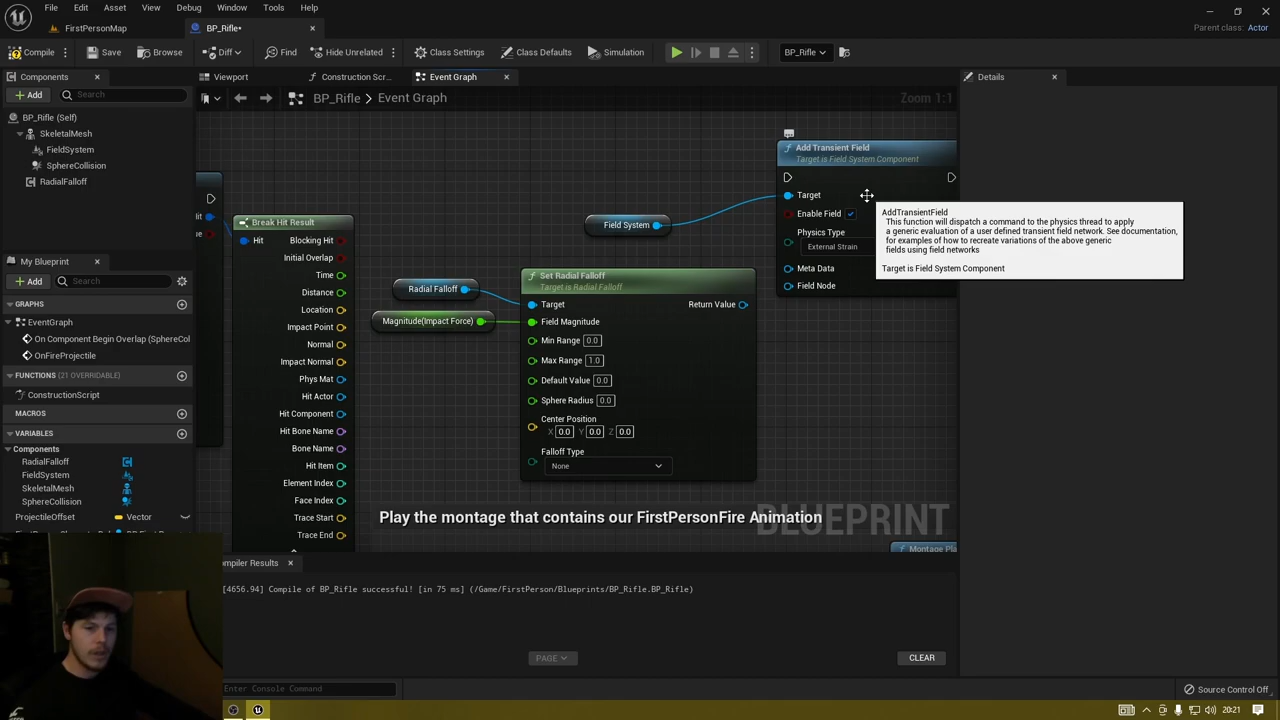 File Edit Asset View Debug Window Tools Help
Parent class: Actor
FirstPersonMap
BP_Rifle*
Compile
Save
Browse
Diff
Find
Hide Unrelated
Class Settings
Class Defaults
Simulation
BP_Rifle
Components
Viewport
Construction Scr...
Event Graph
Details
Add
Search
BP_Rifle > Event Graph
Zoom 1:1
BP_Rifle (Self)
SkeletalMesh
FieldSystem
SphereCollision
RadialFalloff
My Blueprint
Add
Search
GRAPHS
EventGraph
On Component Begin Overlap (SphereCol
OnFireProjectile
FUNCTIONS (21 OVERRIDABLE)
ConstructionScript
MACROS
VARIABLES
Components
RadialFalloff
FieldSystem
SkeletalMesh
SphereCollision
ProjectileOffset
Vector
Break Hit Result
Hit
Blocking Hit
Initial Overlap
Time
Distance
Location
Impact Point
Normal
Impact Normal
Phys Mat
Hit Actor
Hit Component
Hit Bone Name
Bone Name
Hit Item
Element Index
Face Index
Trace Start
Trace End
Radial Falloff
Magnitude(Impact Force)
Field System
Set Radial Falloff
Target is Radial Falloff
Target
Return Value
Field Magnitude
Min Range 0.0
Max Range 1.0
Default Value 0.0
Sphere Radius 0.0
Center Position
X 0.0 Y 0.0 Z 0.0
Falloff Type
None
Add Transient Field
Target is Field System Component
Target
Enable Field
Physics Type
External Strain
Meta Data
Field Node
AddTransientField
This function will dispatch a command to the physics thread to apply
a generic evaluation of a user defined transient field network. See documentation,
for examples of how to recreate variations of the above generic
fields using field networks
Target is Field System Component
Play the montage that contains our FirstPersonFire Animation
BLUEPRINT
Montage Pla
ompiler Results
[4656.94] Compile of BP_Rifle successful! [in 75 ms] (/Game/FirstPerson/Blueprints/BP_Rifle.BP_Rifle)
PAGE
CLEAR
Enter Console Command
Source Control Off
20:21